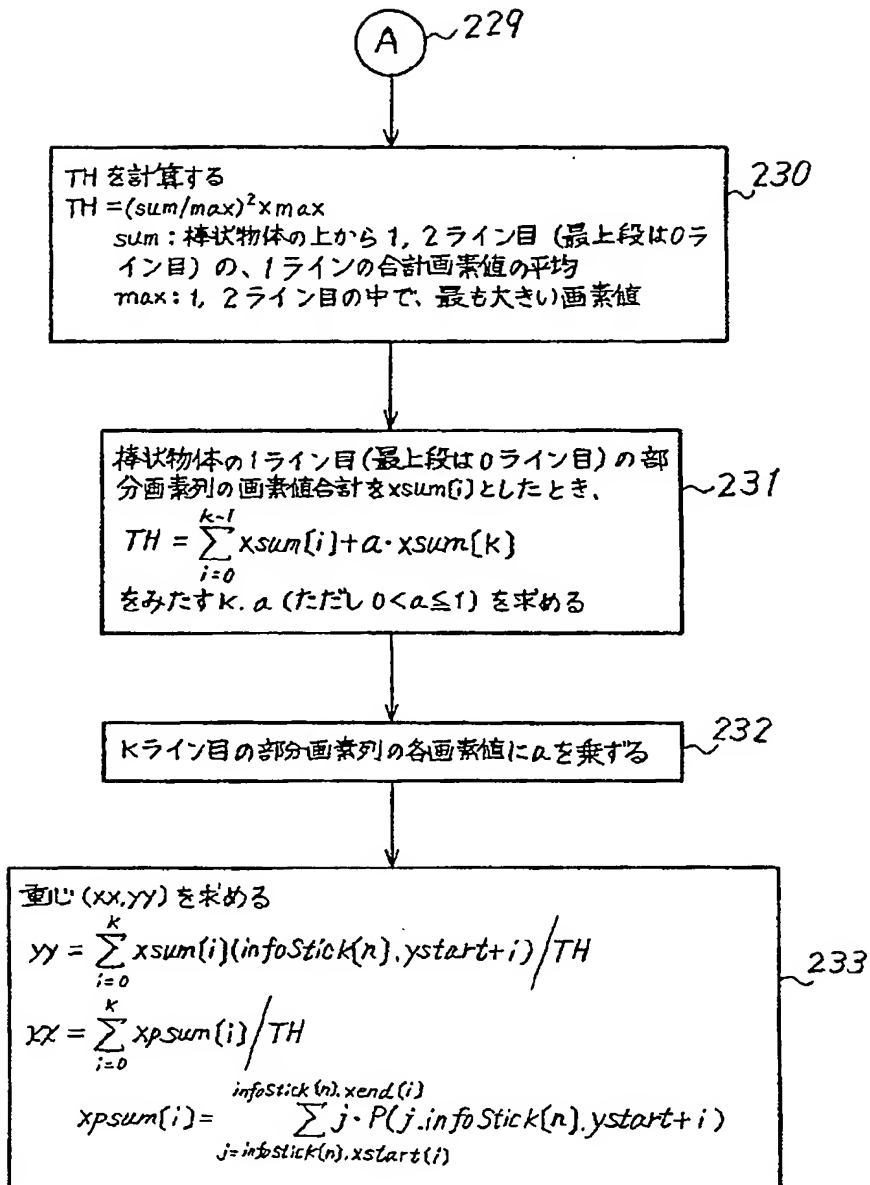 A
229
THを計算する
230
TH=(sum/max)²×max
sum:棒状物体の上から1,2ライン目(最上段は0ラ
イン目)の、1ラインの合計画素値の平均
max:1,2ライン目の中で、最も大きい画素値
棒状物体のiライン目(最上段は0ライン目)の部
分画素列の画素値合計をxsum[i]としたとき、
231
k-1
TH=∑xsum[i]+a·xsum[k]
i=0
をみたすk.a(ただし0<a≦1)を求める
kライン目の部分画素列の各画素値にaを乗ずる
232
重心(xx,yy)を求める
k
yy=∑xsum[i](infoStick[n].ystart+i)/TH
i=0
233
k
xx=∑xpsum[i]/TH
i=0
infoStick[n].xend(i)
xpsum[i]=∑j·P(j.infoStick[n].ystart+i)
j=infoStick[n].xstart(i)